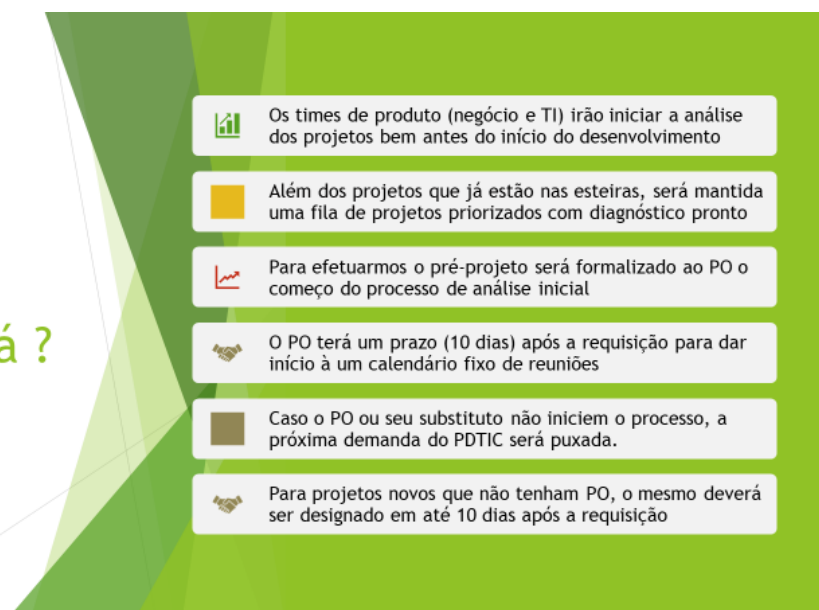 á ?
Os times de produto (negócio e TI) irão iniciar a análise
dos projetos bem antes do início do desenvolvimento
Além dos projetos que já estão nas esteiras, será mantida
uma fila de projetos priorizados com diagnóstico pronto
Para efetuarmos o pré-projeto será formalizado ao PO o
começo do processo de análise inicial
O PO terá um prazo (10 dias) após a requisição para dar
início à um calendário fixo de reuniões
Caso o PO ou seu substituto não iniciem o processo, a
próxima demanda do PDTIC será puxada.
Para projetos novos que não tenham PO, o mesmo deverá
ser designado em até 10 dias após a requisição